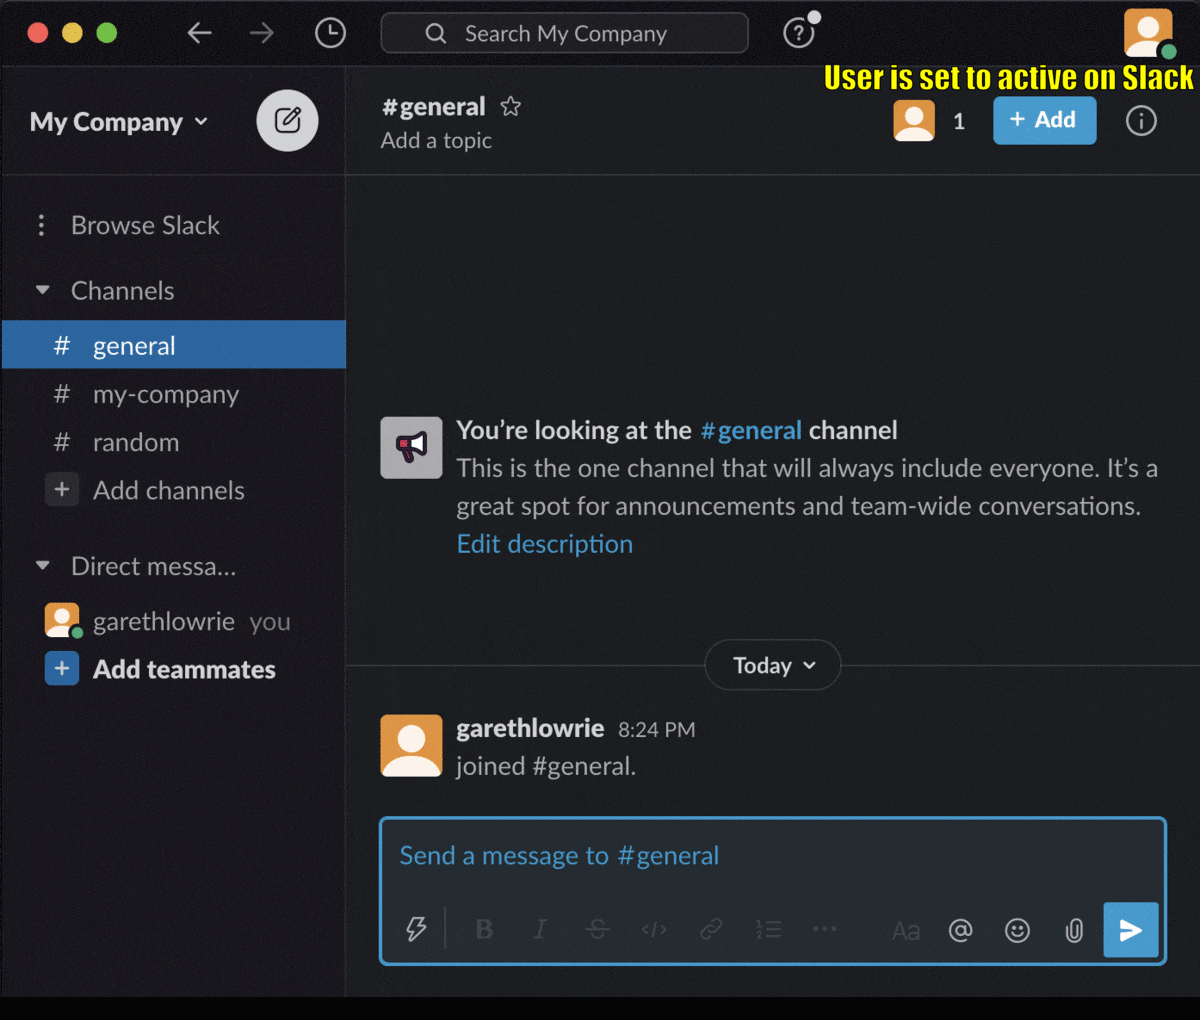 Search My Company
?
User is set to active on Slack
My Company
#general
Add a topic
1
+ Add
Browse Slack
Channels
# general
# my-company
# random
+ Add channels
Direct messa...
garethlowrie you
+ Add teammates
You're looking at the #general channel
This is the one channel that will always include everyone. It's a
great spot for announcements and team-wide conversations.
Edit description
Today
garethlowrie 8:24 PM
joined #general.
Send a message to #general
B I S </> Aa @